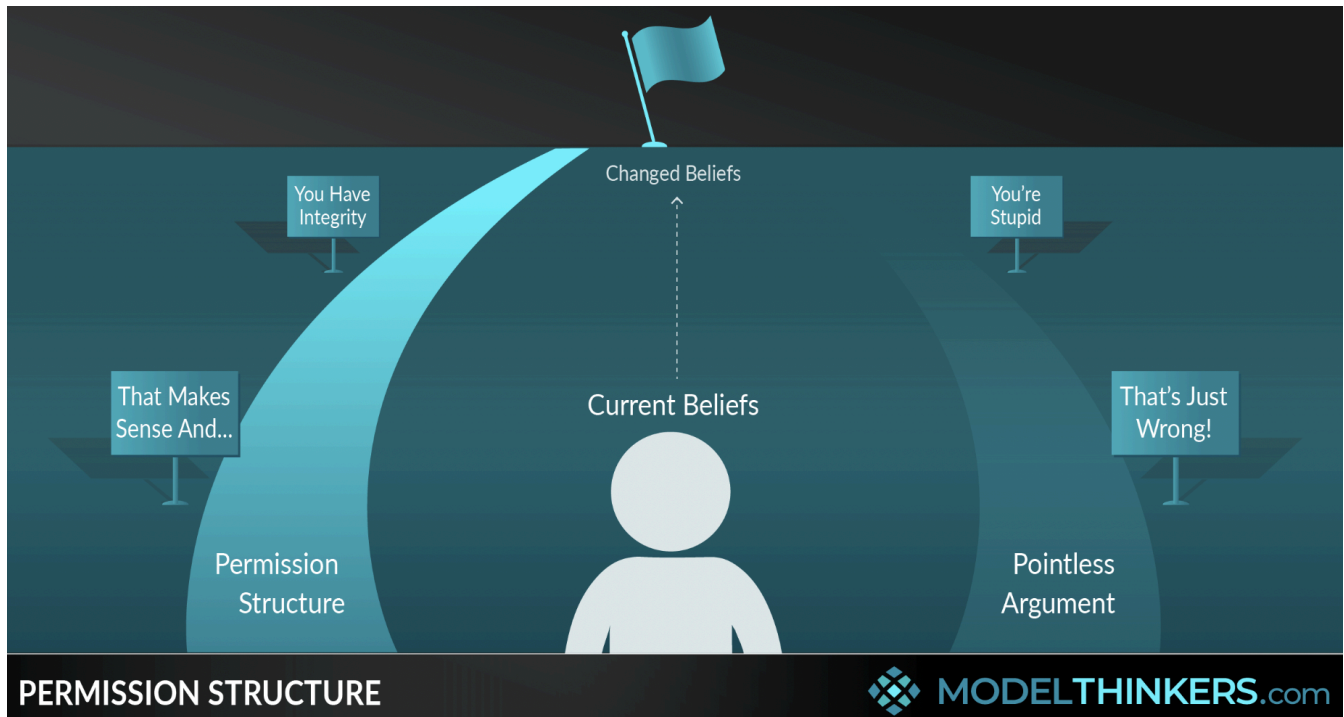 Changed Beliefs
You Have
Integrity
You're
Stupid
That Makes
Sense And...
Current Beliefs
That's Just
Wrong!
Permission
Structure
Pointless
Argument
PERMISSION STRUCTURE
MODELTHINKERS.com